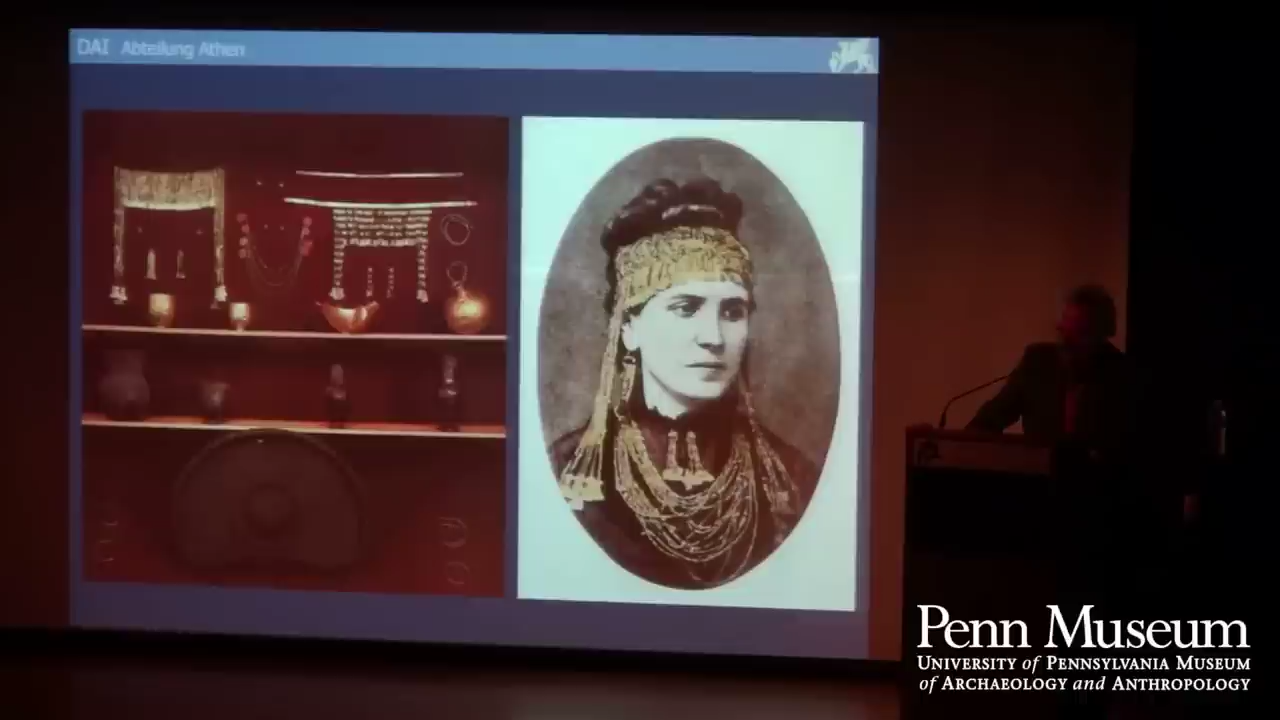 DAI Abteilung Athen
Penn Museum
UNIVERSITY of PENNSYLVANIA MUSEUM
of ARCHAEOLOGY and ANTHROPOLOGY